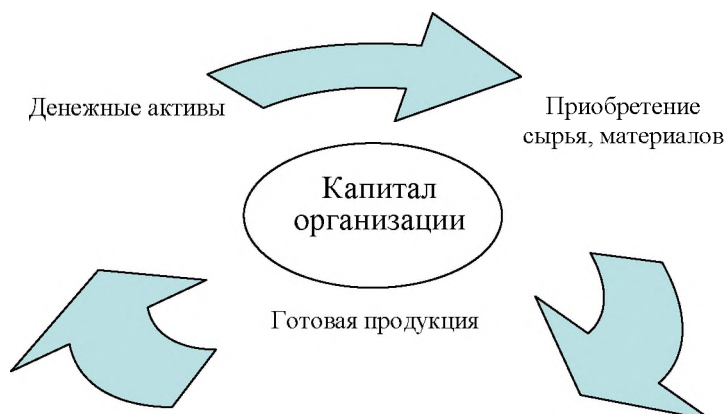 Денежные активы
Приобретение
сырья, материалов
Капитал
организации
Готовая продукция